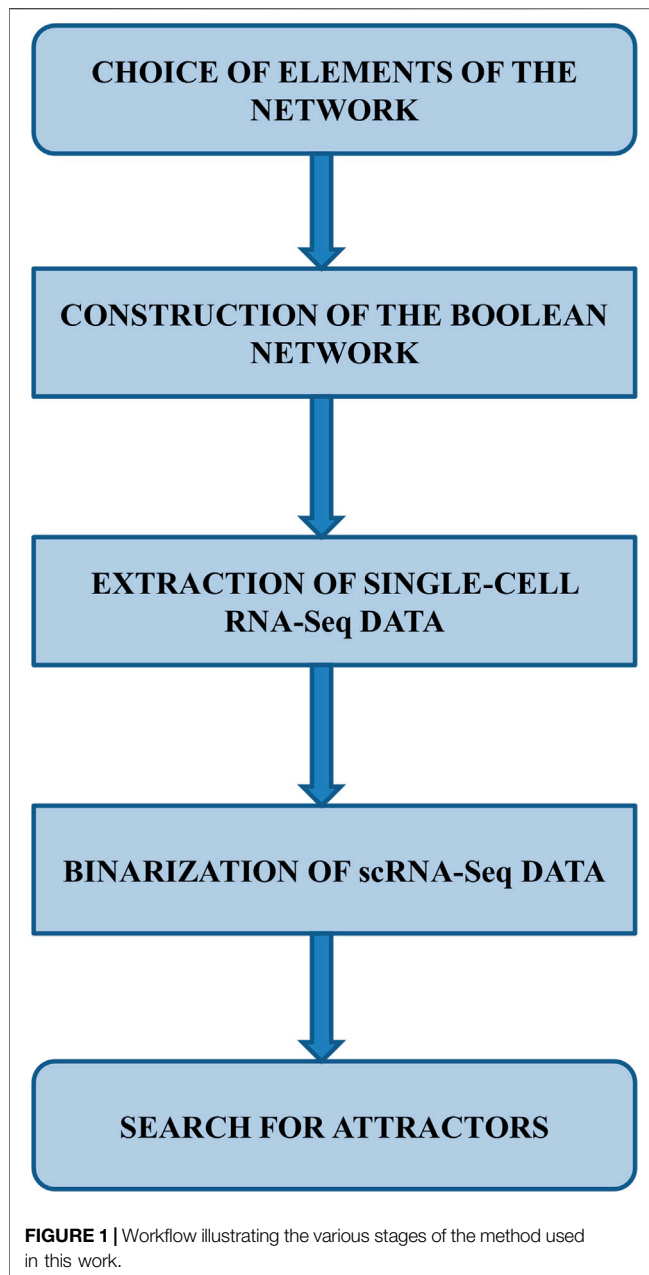 CHOICE OF ELEMENTS OF THE
NETWORK
CONSTRUCTION OF THE BOOLEAN
NETWORK
EXTRACTION OF SINGLE-CELL
RNA-Seq DATA
BINARIZATION OF scRNA-Seq DATA
SEARCH FOR ATTRACTORS
FIGURE 1 | Workflow illustrating the various stages of the method used
in this work.